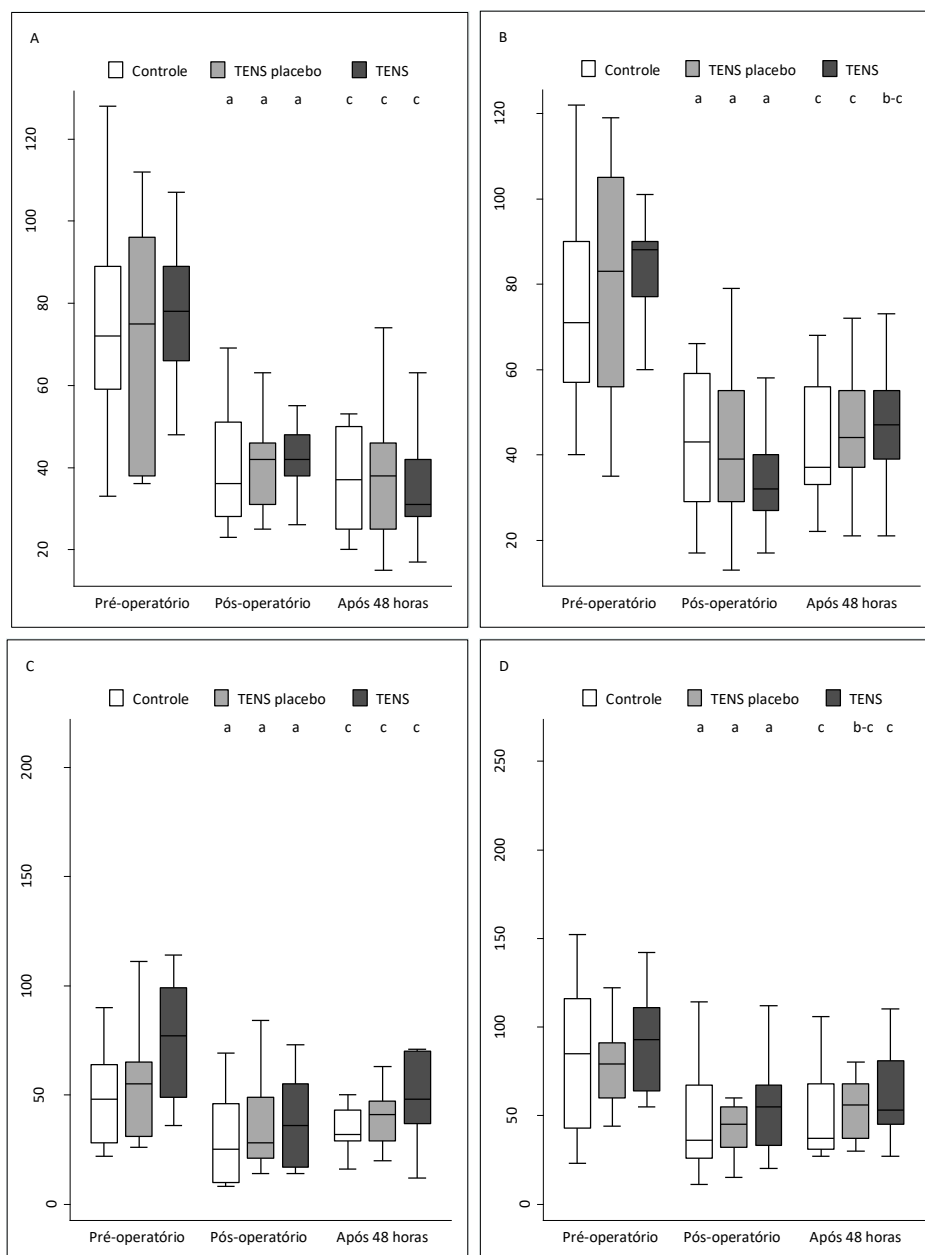 A
Controle TENS placebo TENS
a a a c c c
120
100
80
60
40
20
Pré-operatório Pós-operatório Após 48 horas
B
Controle TENS placebo TENS
a a a c c b-c
120
100
80
60
40
20
Pré-operatório Pós-operatório Após 48 horas
C
Controle TENS placebo TENS
a a a c c c
200
150
100
50
0
Pré-operatório Pós-operatório Após 48 horas
D
Controle TENS placebo TENS
a a a c b-c c
250
200
150
100
50
0
Pré-operatório Pós-operatório Após 48 horas